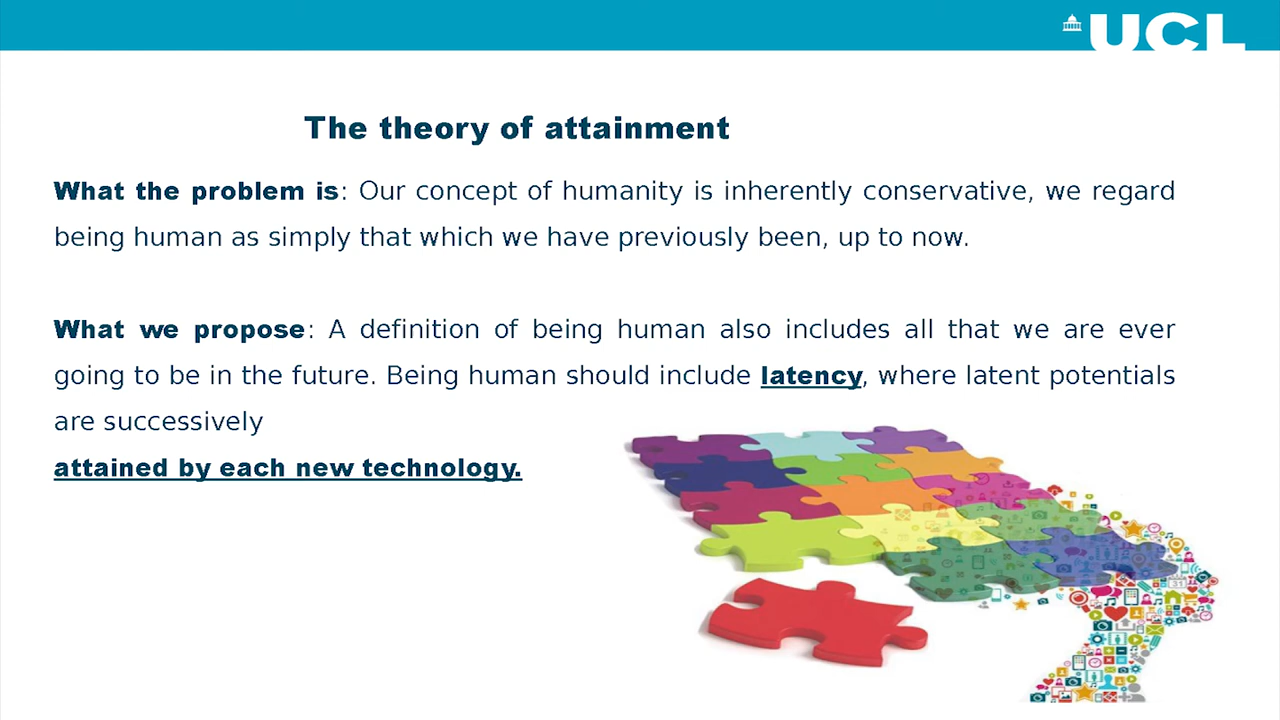 UCL
The theory of attainment
What the problem is: Our concept of humanity is inherently conservative, we regard
being human as simply that which we have previously been, up to now.
What we propose: A definition of being human also includes all that we are ever
going to be in the future. Being human should include latency, where latent potentials
are successively
attained by each new technology.